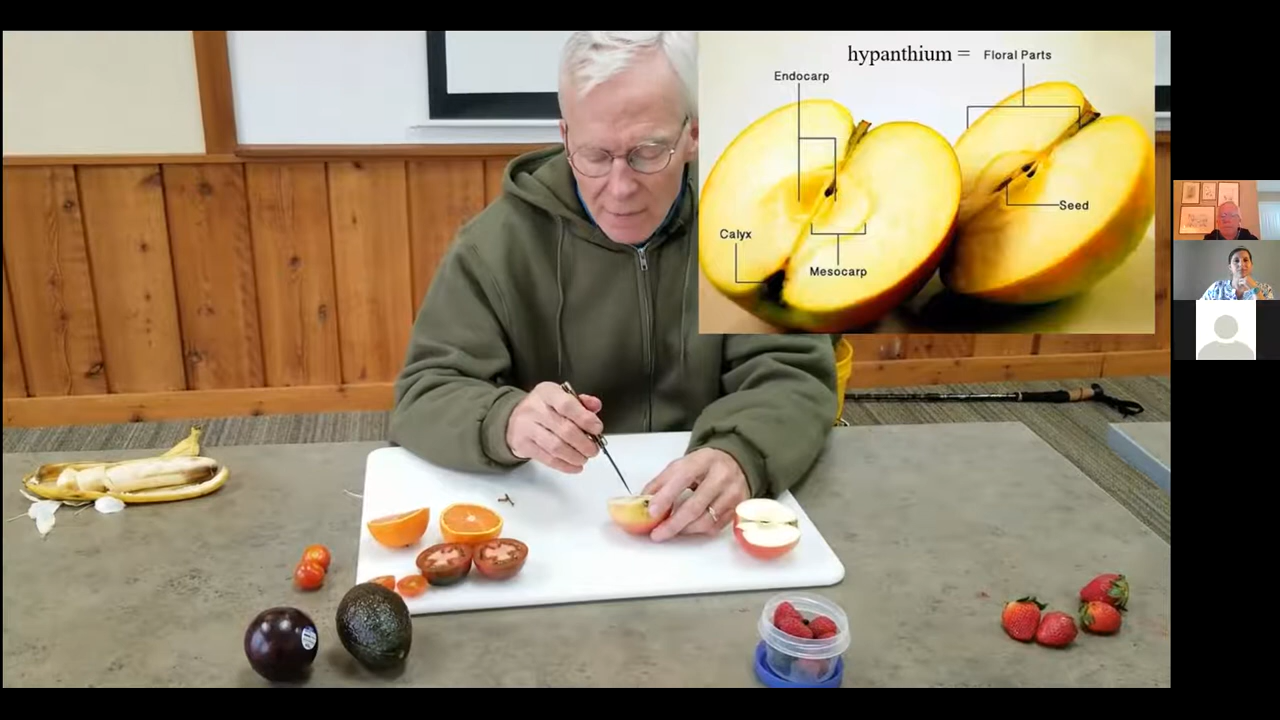 hypanthium = Floral Parts
Endocarp
Seed
Calyx
Mesocarp